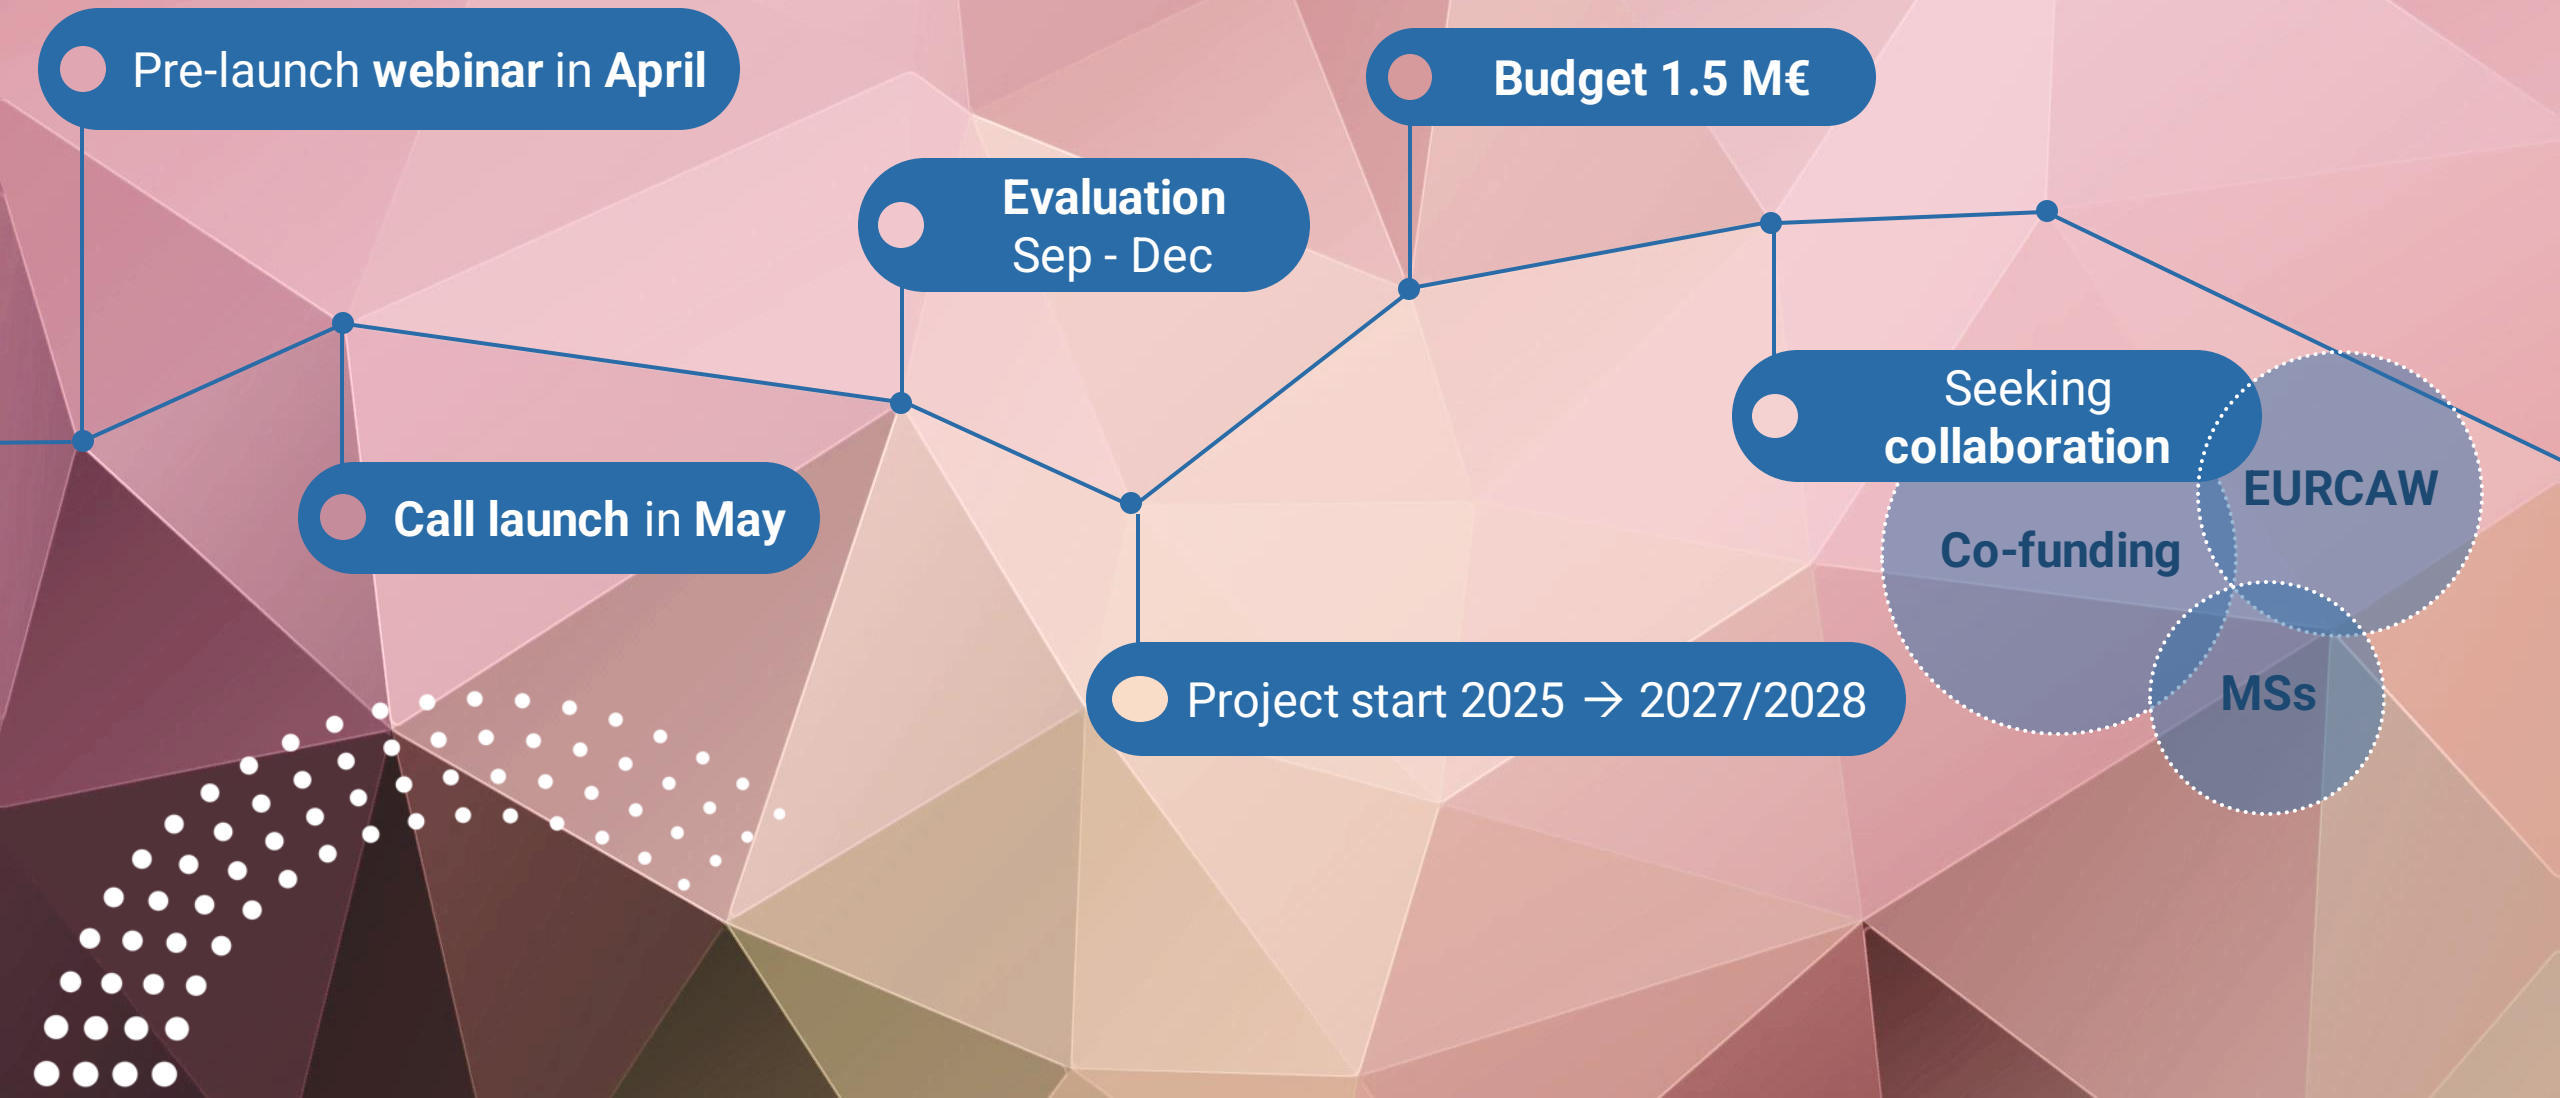 Pre-launch webinar in April
Call launch in May
Evaluation
Sep - Dec
Project start 2025 → 2027/2028
Budget 1.5 M€
Seeking
collaboration
EURCAW
Co-funding
MSs